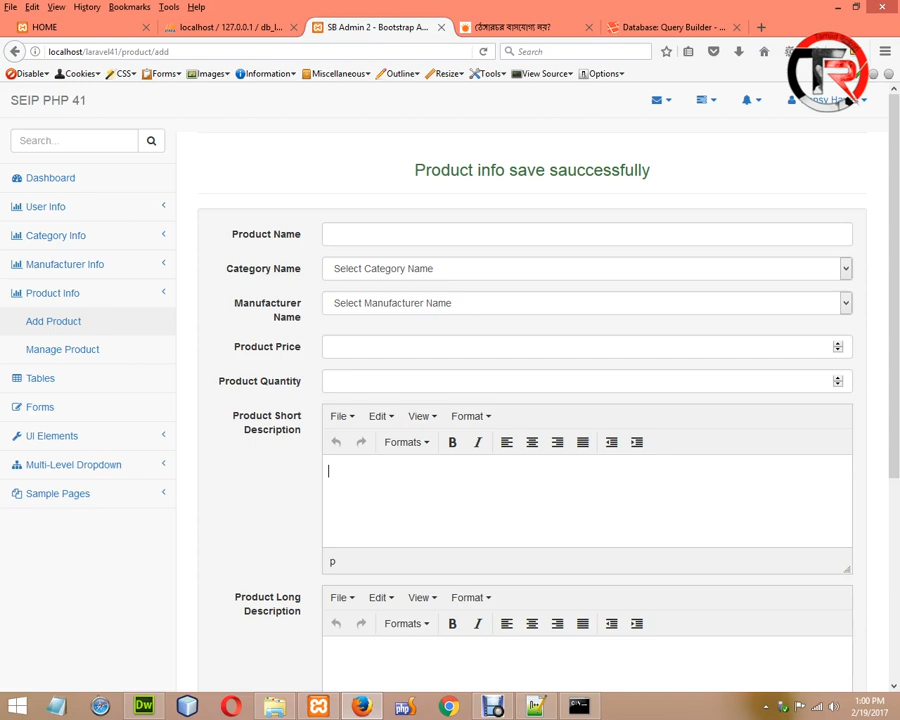 File Edit View History Bookmarks Tools Help
HOME
localhost / 127.0.0.1 / db_l...
SB Admin 2 - Bootstrap A...
Database: Query Builder - ...
localhost/laravel41/product/add
Search
Disable Cookies CSS Forms Images Information Miscellaneous Outline Resize Tools View Source Options
SEIP PHP 41
Search...
Dashboard
User Info
Category Info
Manufacturer Info
Product Info
Add Product
Manage Product
Tables
Forms
UI Elements
Multi-Level Dropdown
Sample Pages
Product info save sauccessfully
Product Name
Category Name
Select Category Name
Manufacturer Name
Select Manufacturer Name
Product Price
Product Quantity
Product Short Description
File Edit View Format
Formats B I
p
Product Long Description
File Edit View Format
Formats B I
1:00 PM
2/19/2017